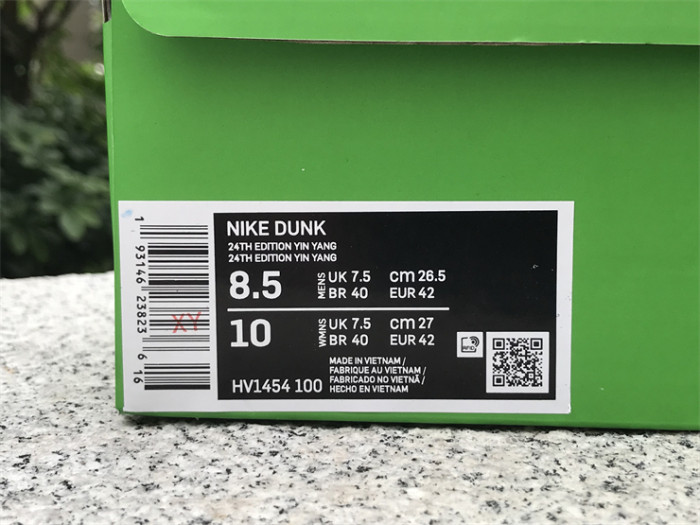 NIKE DUNK
24TH EDITION YIN YANG
24TH EDITION YIN YANG
8.5 MENS UK 7.5 cm 26.5
BR 40 EUR 42
10 WMNS UK 7.5 cm 27
BR 40 EUR 42
MADE IN VIETNAM /
FABRIQUE AU VIETNAM /
FABRICADO NO VIETNÃ /
HECHO EN VIETNAM
HV1454 100
1 93146 23823 6 16
XY